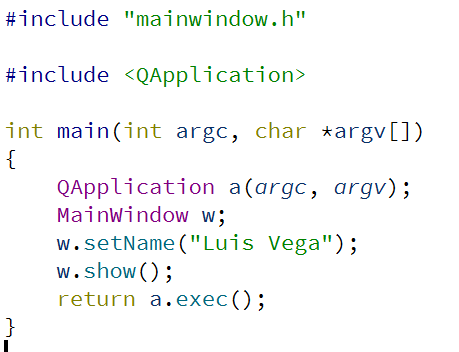 #include "mainwindow.h"
#include <QApplication>
int main(int argc, char *argv[])
{
    QApplication a(argc, argv);
    MainWindow w;
    w.setName("Luis Vega");
    w.show();
    return a.exec();
}